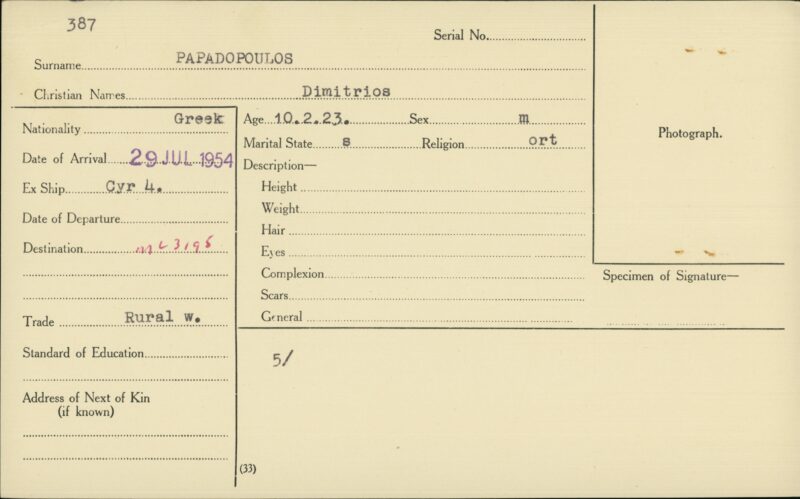 387
Serial No.
Surname PAPADOPOULOS
Christian Names Dimitrios
Nationality Greek
Date of Arrival 29 JUL 1954
Ex Ship Cyr 4.
Date of Departure
Destination mc3195
Trade Rural w.
Standard of Education
Address of Next of Kin
(if known)
Age 10.2.23. Sex m
Marital State s Religion ort
Description—
Height
Weight
Hair
Eyes
Complexion
Scars
General
5/
(33)
Photograph.
Specimen of Signature—